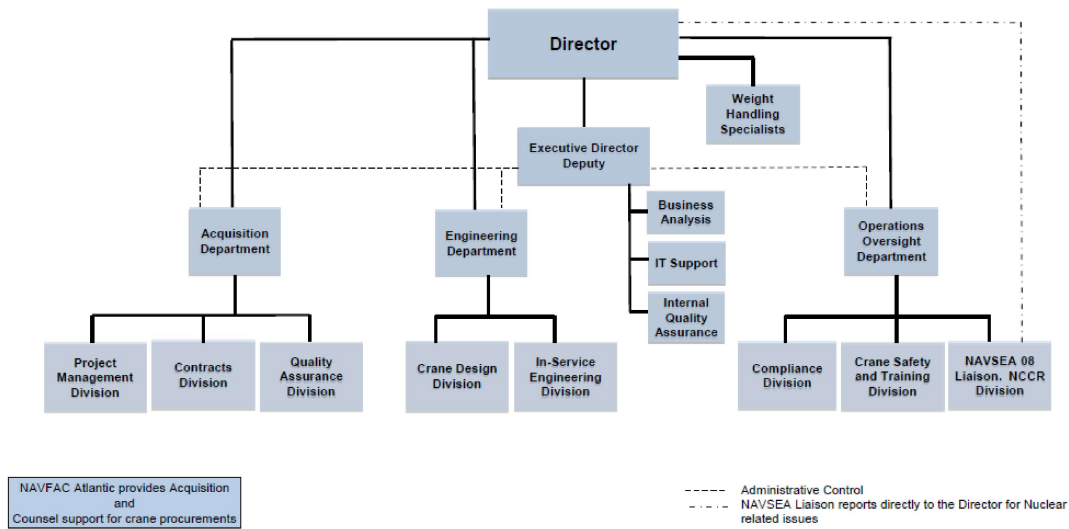 Director
Weight
Handling
Specialists
Executive Director
Deputy
Business
Analysis
IT Support
Internal
Quality
Assurance
Acquisition
Department
Engineering
Department
Operations
Oversight
Department
Project
Management
Division
Contracts
Division
Quality
Assurance
Division
Crane Design
Division
In-Service
Engineering
Division
Compliance
Division
Crane Safety
and Training
Division
NAVSEA 08
Liaison. NCCR
Division
NAVFAC Atlantic provides Acquisition
and
Counsel support for crane procurements
Administrative Control
NAVSEA Liaison reports directly to the Director for Nuclear
related issues